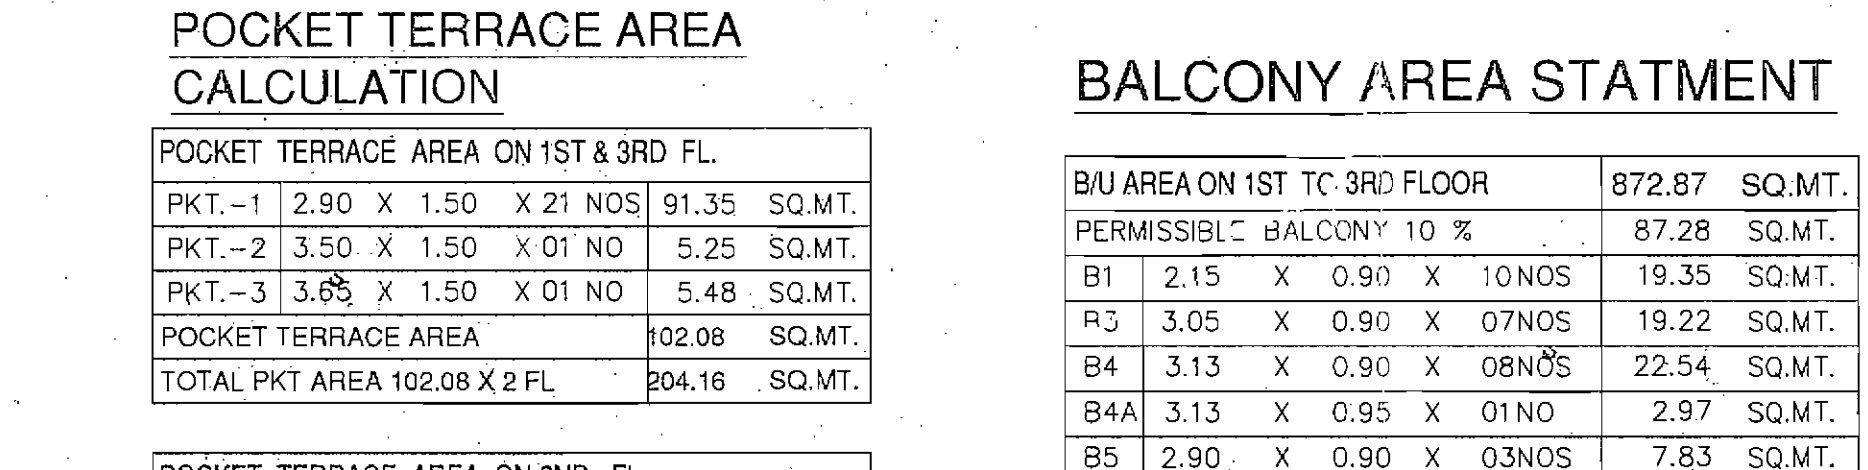 POCKET TERRACE AREA
CALCULATION
POCKET TERRACE AREA ON 1ST & 3RD FL.
PKT.-1 2.90 X 1.50 X 21 NOS 91.35 SQ.MT.
PKT.-2 3.50 X 1.50 X 01 NO 5.25 SQ.MT.
PKT.-3 3.65 X 1.50 X 01 NO 5.48 SQ.MT.
POCKET TERRACE AREA 102.08 SQ.MT.
TOTAL PKT AREA 102.08 X 2 FL 204.16 SQ.MT.
POCKET TERRACE AREA ON 2ND FL.
BALCONY AREA STATMENT
B/U AREA ON 1ST TO 3RD FLOOR 872.87 SQ.MT.
PERMISSIBLE BALCONY 10 % 87.28 SQ.MT.
B1 2.15 X 0.90 X 10NOS 19.35 SQ.MT.
B3 3.05 X 0.90 X 07NOS 19.22 SQ.MT.
B4 3.13 X 0.90 X 08NOS 22.54 SQ.MT.
B4A 3.13 X 0.95 X 01NO 2.97 SQ.MT.
B5 2.90 X 0.90 X 03NOS 7.83 SQ.MT.